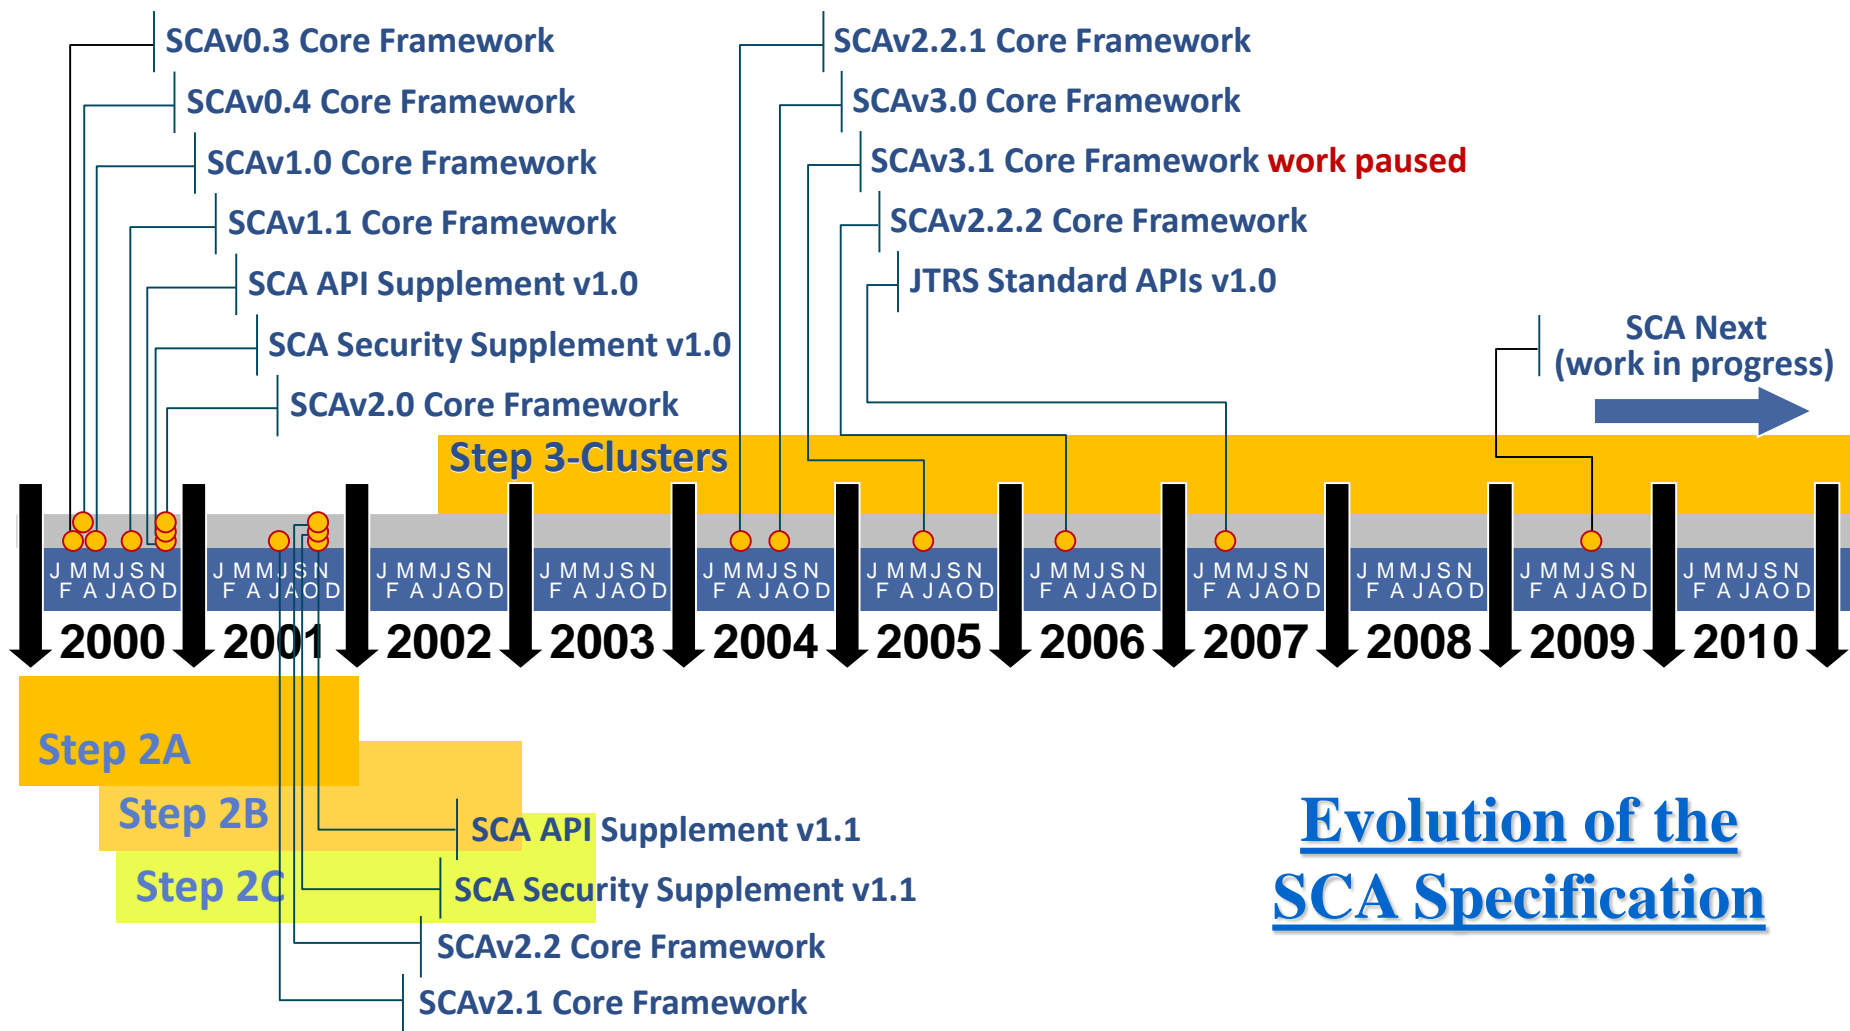 SCAv0.3 Core Framework
SCAv0.4 Core Framework
SCAv1.0 Core Framework
SCAv1.1 Core Framework
SCA API Supplement v1.0
SCA Security Supplement v1.0
SCAv2.0 Core Framework
SCAv2.2.1 Core Framework
SCAv3.0 Core Framework
SCAv3.1 Core Framework work paused
SCAv2.2.2 Core Framework
JTRS Standard APIs v1.0
SCA Next
(work in progress)
Step 3-Clusters
J M M J S N
F A J A O D
J M M J S N
F A J A O D
J M M J S N
F A J A O D
J M M J S N
F A J A O D
J M M J S N
F A J A O D
J M M J S N
F A J A O D
J M M J S N
F A J A O D
J M M J S N
F A J A O D
J M M J S N
F A J A O D
J M M J S N
F A J A O D
J M M J S N
F A J A O D
2000 2001 2002 2003 2004 2005 2006 2007 2008 2009 2010
Step 2A
Step 2B
Step 2C
SCA API Supplement v1.1
SCA Security Supplement v1.1
SCAv2.2 Core Framework
SCAv2.1 Core Framework
Evolution of the
SCA Specification